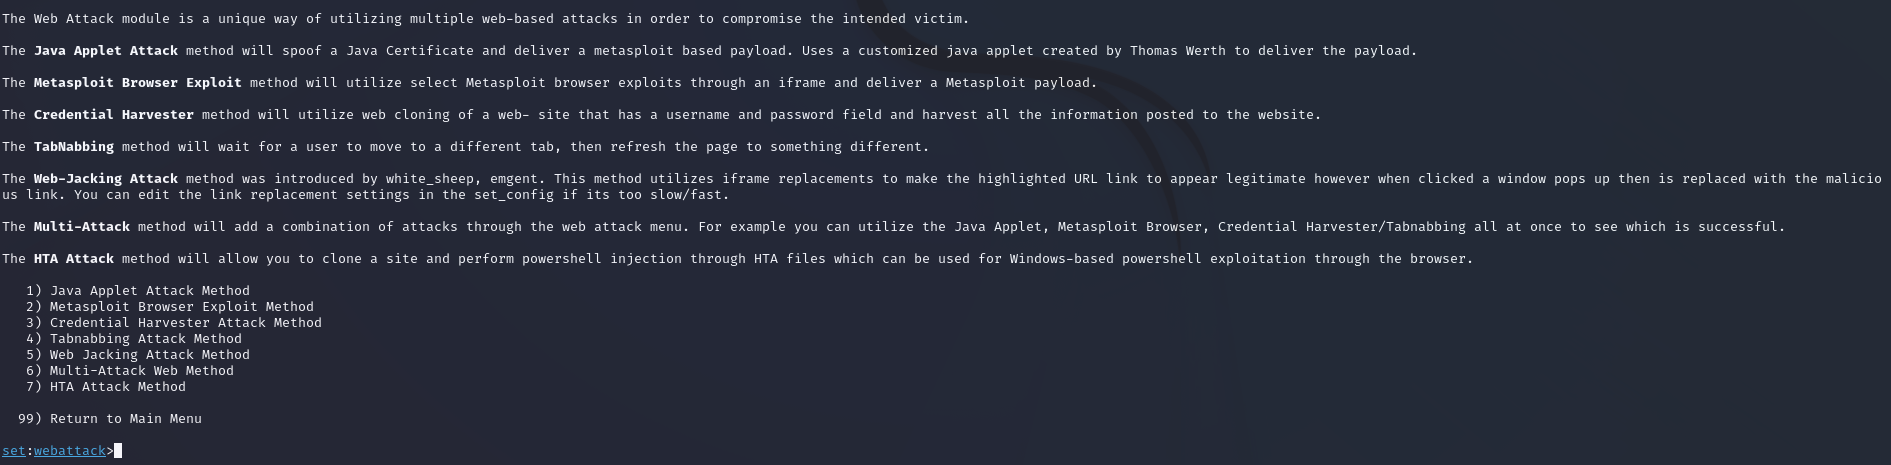 The Web Attack module is a unique way of utilizing multiple web-based attacks in order to compromise the intended victim.
The Java Applet Attack method will spoof a Java Certificate and deliver a metasploit based payload. Uses a customized java applet created by Thomas Werth to deliver the payload.
The Metasploit Browser Exploit method will utilize select Metasploit browser exploits through an iframe and deliver a Metasploit payload.
The Credential Harvester method will utilize web cloning of a web- site that has a username and password field and harvest all the information posted to the website.
The TabNabbing method will wait for a user to move to a different tab, then refresh the page to something different.
The Web-Jacking Attack method was introduced by white_sheep, emgent. This method utilizes iframe replacements to make the highlighted URL link to appear legitimate however when clicked a window pops up then is replaced with the malicio
us link. You can edit the link replacement settings in the set_config if its too slow/fast.
The Multi-Attack method will add a combination of attacks through the web attack menu. For example you can utilize the Java Applet, Metasploit Browser, Credential Harvester/Tabnabbing all at once to see which is successful.
The HTA Attack method will allow you to clone a site and perform powershell injection through HTA files which can be used for Windows-based powershell exploitation through the browser.
1) Java Applet Attack Method
2) Metasploit Browser Exploit Method
3) Credential Harvester Attack Method
4) Tabnabbing Attack Method
5) Web Jacking Attack Method
6) Multi-Attack Web Method
7) HTA Attack Method
99) Return to Main Menu
set:webattack>